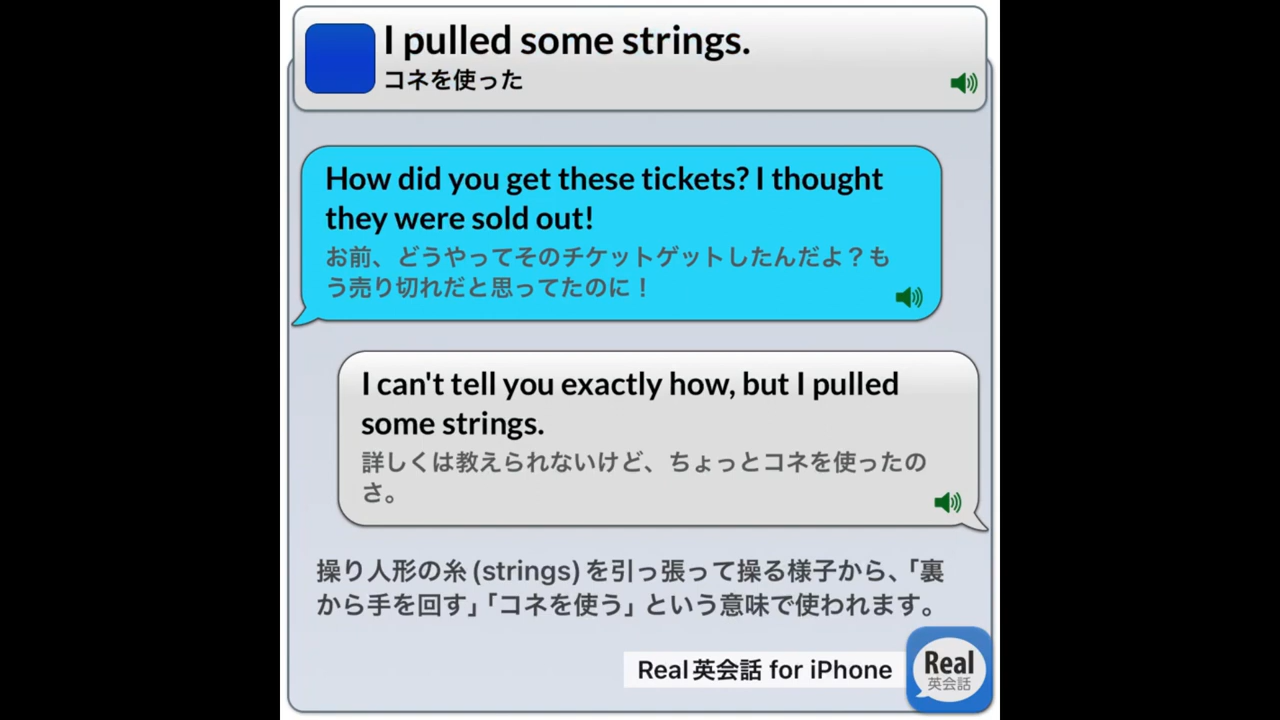 I pulled some strings.
コネを使った
How did you get these tickets? I thought
they were sold out!
お前、どうやってそのチケットゲットしたんだよ？も
う売り切れだと思ってたのに！
I can't tell you exactly how, but I pulled
some strings.
詳しくは教えられないけど、ちょっとコネを使ったの
さ。
操り人形の糸(strings)を引っ張って操る様子から、「裏
から手を回す」「コネを使う」という意味で使われます。
Real英会話 for iPhone
Real
英会話